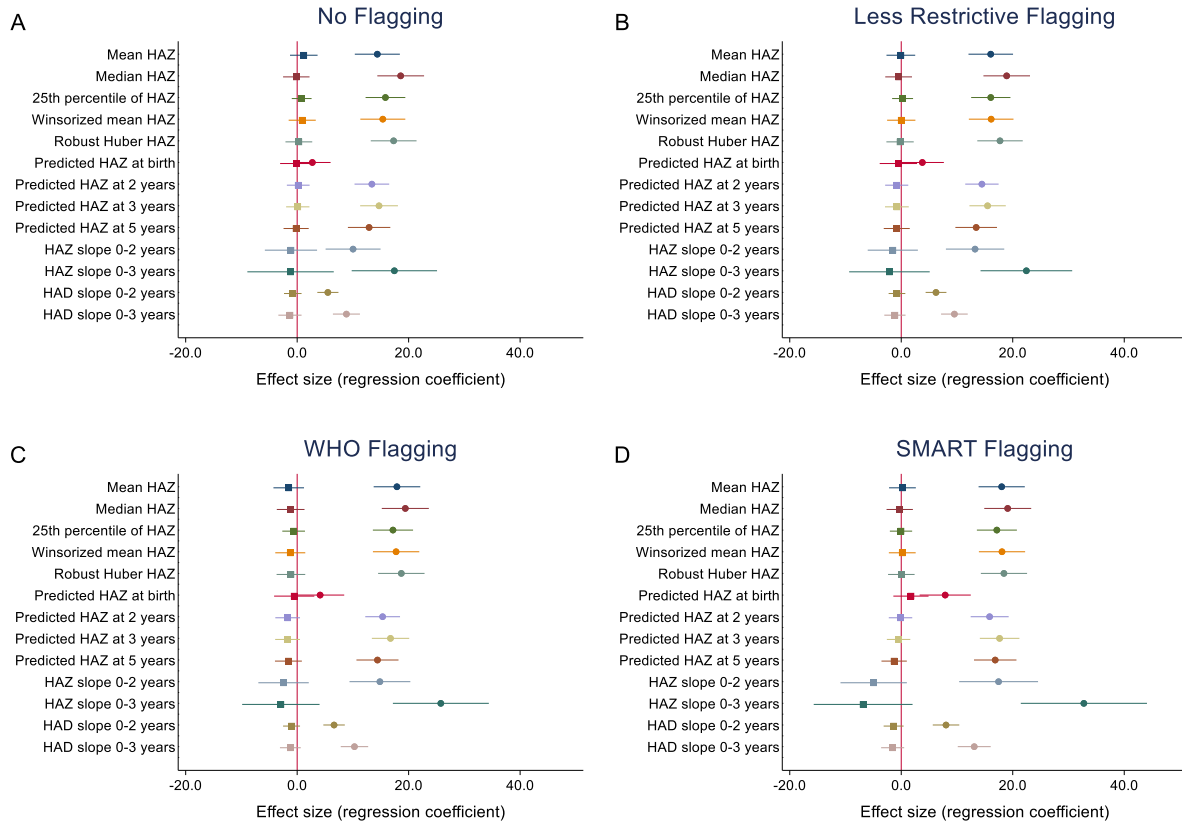 A
No Flagging
Mean HAZ
Median HAZ
25th percentile of HAZ
Winsorized mean HAZ
Robust Huber HAZ
Predicted HAZ at birth
Predicted HAZ at 2 years
Predicted HAZ at 3 years
Predicted HAZ at 5 years
HAZ slope 0-2 years
HAZ slope 0-3 years
HAD slope 0-2 years
HAD slope 0-3 years
-20.0 0.0 20.0 40.0
Effect size (regression coefficient)
B
Less Restrictive Flagging
Mean HAZ
Median HAZ
25th percentile of HAZ
Winsorized mean HAZ
Robust Huber HAZ
Predicted HAZ at birth
Predicted HAZ at 2 years
Predicted HAZ at 3 years
Predicted HAZ at 5 years
HAZ slope 0-2 years
HAZ slope 0-3 years
HAD slope 0-2 years
HAD slope 0-3 years
-20.0 0.0 20.0 40.0
Effect size (regression coefficient)
C
WHO Flagging
Mean HAZ
Median HAZ
25th percentile of HAZ
Winsorized mean HAZ
Robust Huber HAZ
Predicted HAZ at birth
Predicted HAZ at 2 years
Predicted HAZ at 3 years
Predicted HAZ at 5 years
HAZ slope 0-2 years
HAZ slope 0-3 years
HAD slope 0-2 years
HAD slope 0-3 years
-20.0 0.0 20.0 40.0
Effect size (regression coefficient)
D
SMART Flagging
Mean HAZ
Median HAZ
25th percentile of HAZ
Winsorized mean HAZ
Robust Huber HAZ
Predicted HAZ at birth
Predicted HAZ at 2 years
Predicted HAZ at 3 years
Predicted HAZ at 5 years
HAZ slope 0-2 years
HAZ slope 0-3 years
HAD slope 0-2 years
HAD slope 0-3 years
-20.0 0.0 20.0 40.0
Effect size (regression coefficient)